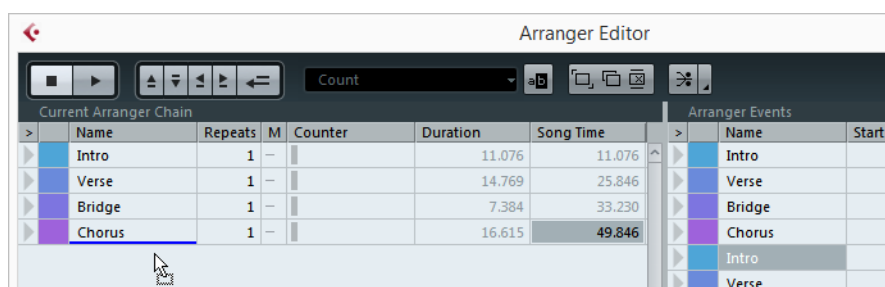 Arranger Editor
Count
ab
Current Arranger Chain
Arranger Events
> Name Repeats M Counter Duration Song Time > Name Start
Intro 1 – 11.076 11.076 Intro
Verse 1 – 14.769 25.846 Verse
Bridge 1 – 7.384 33.230 Bridge
Chorus 1 – 16.615 49.846 Chorus
Intro
Verse